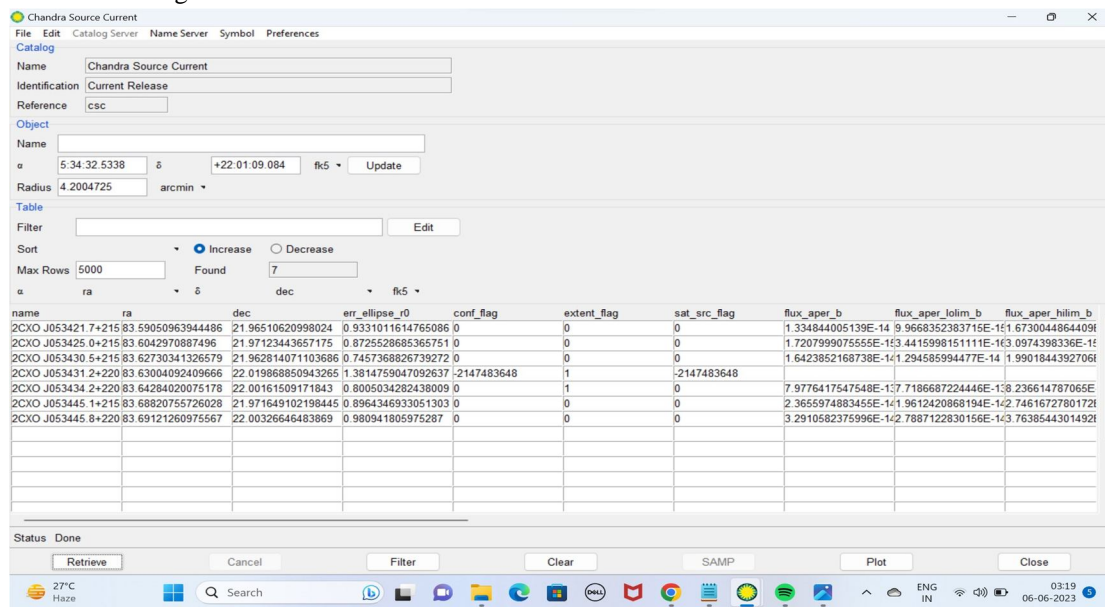 Chandra Source Current
File Edit Catalog Server Name Server Symbol Preferences
Catalog
Name Chandra Source Current
Identification Current Release
Reference csc
Object
Name
α 5:34:32.5338 δ +22:01:09.084 fk5 Update
Radius 4.2004725 arcmin
Table
Filter Edit
Sort Increase Decrease
Max Rows 5000 Found 7
α ra δ dec fk5
name ra dec err_ellipse_r0 conf_flag extent_flag sat_src_flag flux_aper_b flux_aper_lolim_b flux_aper_hilim_b
2CXO J053421.7+215 83.59050963944486 21.96510620998024 0.9331011614765086 0 0 0 1.334844005139E-14 9.9668352383715E-15 1.6730044864409E
2CXO J053425.0+215 83.6042970887496 21.97123443657175 0.8725528685365751 0 0 0 1.7207999075555E-15 3.4415998151111E-16 3.0974398336E-15
2CXO J053430.5+215 83.62730341326579 21.962814071103686 0.7457368826739272 0 0 0 1.6423852168738E-14 1.294585994477E-14 1.9901844392706E
2CXO J053431.2+220 83.63004092409666 22.019868850943265 1.3814759047092637 -2147483648 1 -2147483648
2CXO J053434.2+220 83.64284020075178 22.00161509171843 0.8005034282438009 0 1 0 7.9776417547548E-13 7.7186687224446E-13 8.236614787065E
2CXO J053445.1+215 83.68820755726028 21.971649102198445 0.8964346933051303 0 0 0 2.3655974883455E-14 1.9612420868194E-14 2.7461672780172E
2CXO J053445.8+220 83.69121260975567 22.00326646483869 0.980941805975287 0 0 0 3.2910582375996E-14 2.7887122830156E-14 3.7638544301492E
Status Done
Retrieve Cancel Filter Clear SAMP Plot Close
27°C
Haze
Search
DELL
ENG
IN
03:19
06-06-2023
5